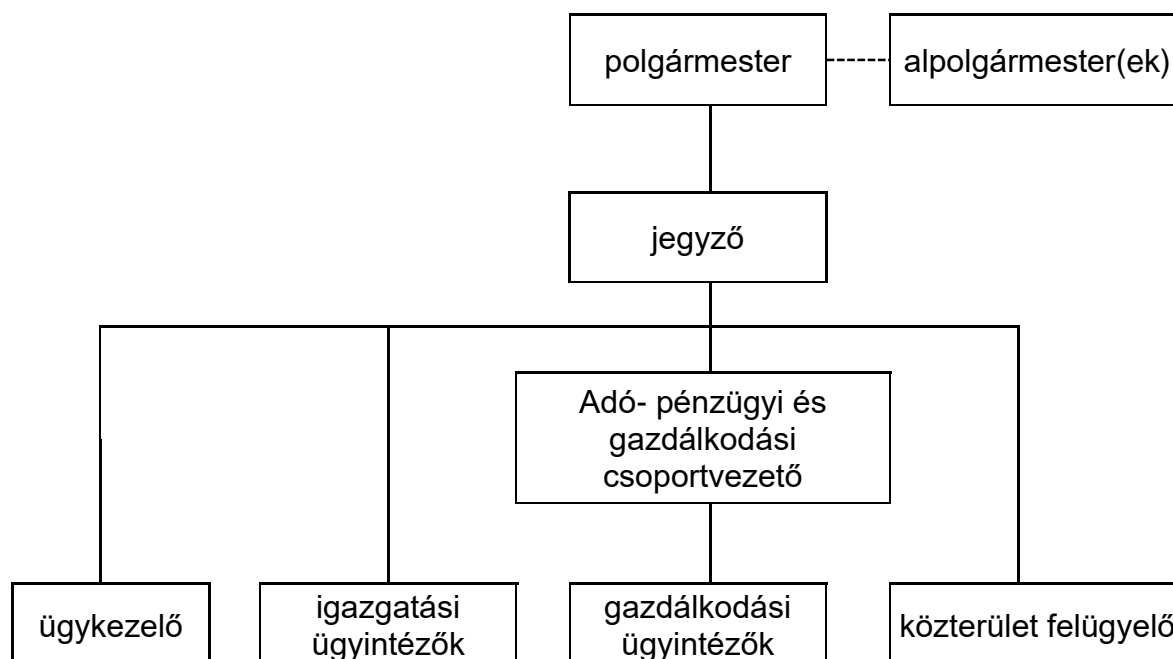 polgármester
alpolgármester(ek)
jegyző
Adó- pénzügyi és
gazdálkodási
csoportvezető
ügykezelő
igazgatási
ügyintézők
gazdálkodási
ügyintézők
közterület felügyelő